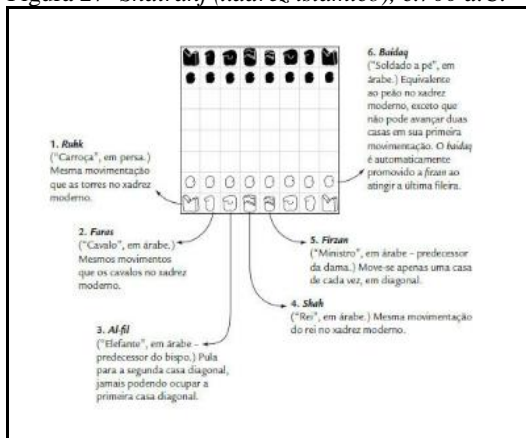 Figura Shatranj (xadrez islâmico),
6. Baidaq
("Soldado a pé", em
árabe.) Equivalente
ao peão no xadrez
moderno, exceto que
não pode avançar duas
casas em sua primeira
movimentação. O baidaq
é automaticamente
promovido a firzan ao
atingir a última fileira.
1. Ruhk
("Carroça", em persa.)
Mesma movimentação
que as torres no xadrez
moderno.
2. Faras
("Cavalo", em árabe.)
Mesmos movimentos
que os cavalos no xadrez
moderno.
5. Firzan
("Ministro", em árabe – predecessor
da dama.) Move-se apenas uma casa
de cada vez, em diagonal.
4. Shah
("Rei", em árabe.) Mesma movimentação
do rei no xadrez moderno.
3. Al-fil
("Elefante", em árabe –
predecessor do bispo.) Pula
para a segunda casa diagonal,
jamais podendo ocupar a
primeira casa diagonal.